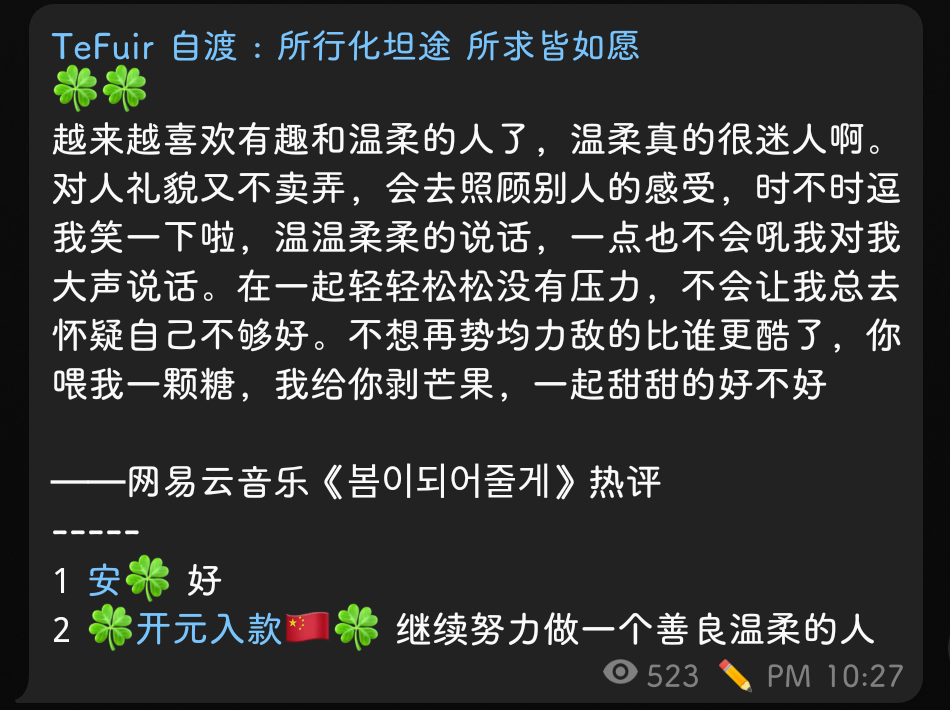 TeFuir 自渡 : 所行化坦途 所求皆如愿
🍀🍀
越来越喜欢有趣和温柔的人了，温柔真的很迷人啊。
对人礼貌又不卖弄，会去照顾别人的感受，时不时逗
我笑一下啦，温温柔柔的说话，一点也不会吼我对我
大声说话。在一起轻轻松松没有压力，不会让我总去
怀疑自己不够好。不想再势均力敌的比谁更酷了，你
喂我一颗糖，我给你剥芒果，一起甜甜的好不好
——网易云音乐《봄이되어줄게》热评
-----
1 安🍀 好
2 🍀开元入款🇨🇳🍀 继续努力做一个善良温柔的人
523 ✏️ PM 10:27